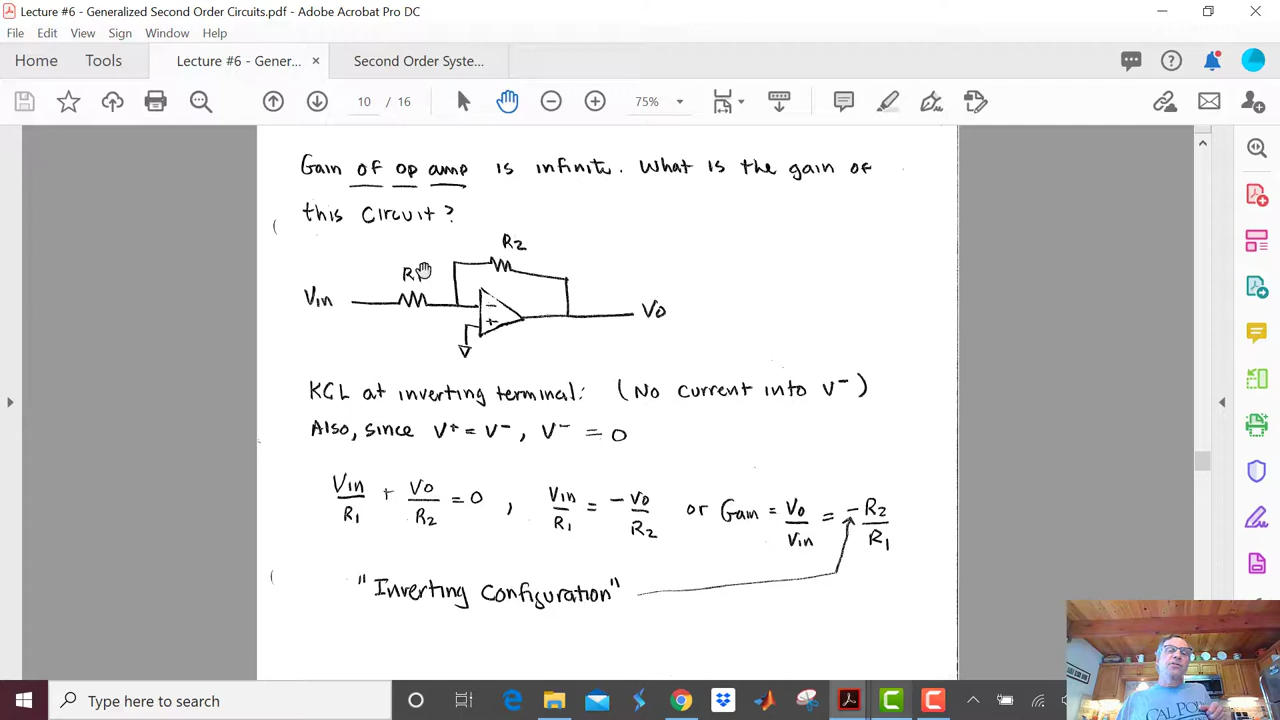 Lecture #6 - Generalized Second Order Circuits.pdf - Adobe Acrobat Pro DC
File Edit View Sign Window Help
Home Tools Lecture #6 - Gener... × Second Order Syste...
10 / 16 75%
Gain of op amp is infinite. What is the gain of
this circuit?
R2
R1
Vin
-
+
Vo
KCL at inverting terminal: (No current into V⁻)
Also, since V⁺ = V⁻, V⁻ = 0
Vin/R1 + Vo/R2 = 0, Vin/R1 = -Vo/R2 or Gain = Vo/Vin = -R2/R1
"Inverting Configuration"
Type here to search
CAL POLY